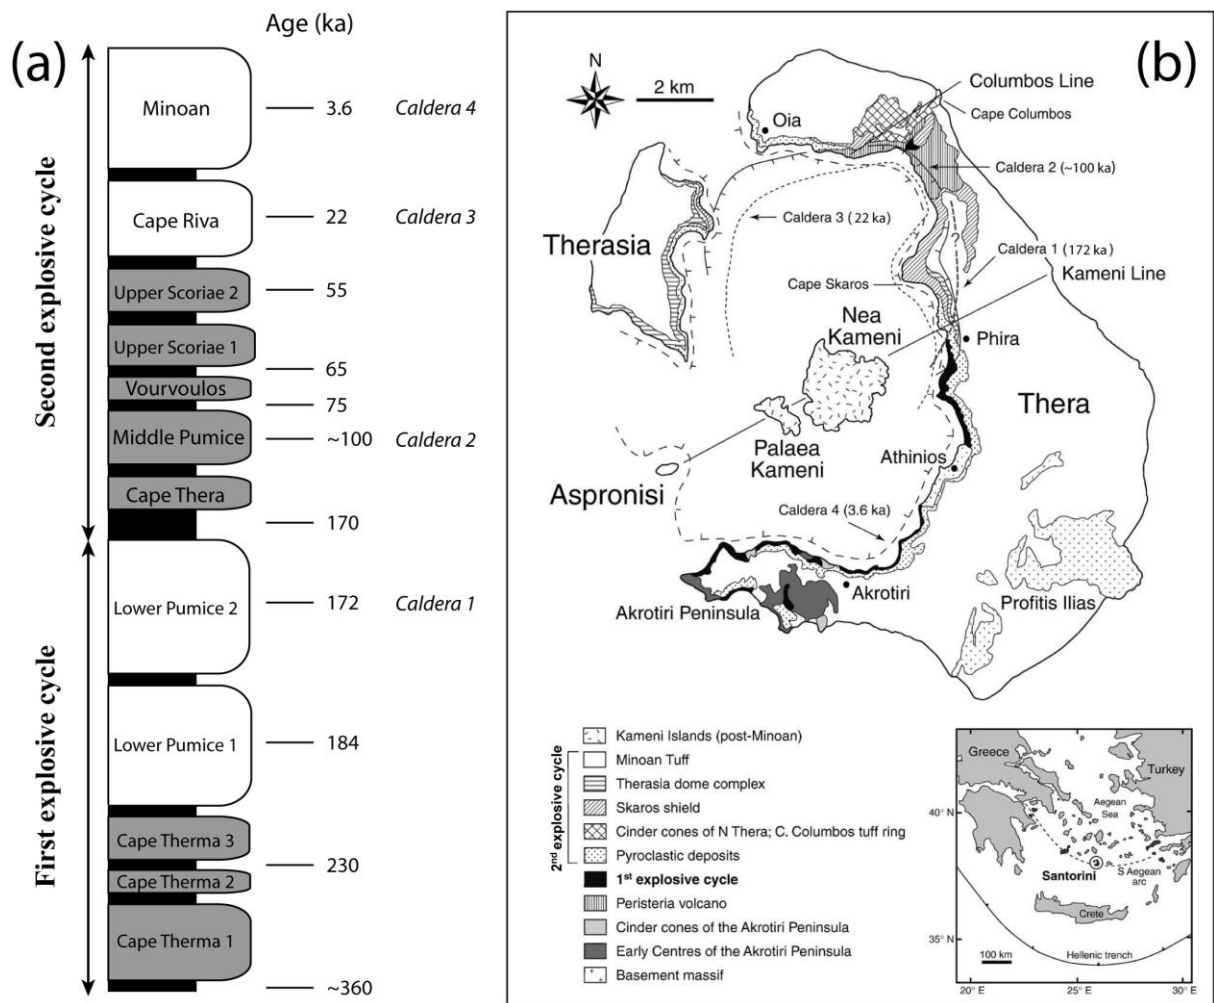 (a)
Age (ka)
Second explosive cycle
First explosive cycle
Minoan
3.6
Caldera 4
Cape Riva
22
Caldera 3
Upper Scoriae 2
55
Upper Scoriae 1
65
Vourvoulos
75
Middle Pumice
~100
Caldera 2
Cape Thera
170
Lower Pumice 2
172
Caldera 1
Lower Pumice 1
184
Cape Therma 3
230
Cape Therma 2
Cape Therma 1
~360
(b)
N
2 km
Columbos Line
Cape Columbos
Oia
Caldera 2 (~100 ka)
Caldera 3 (22 ka)
Therasia
?
Caldera 1 (172 ka)
Kameni Line
Cape Skaros
Nea
Kameni
Phira
Thera
Palaea
Kameni
Athinios
Aspronisi
Caldera 4 (3.6 ka)
Akrotiri
Akrotiri Peninsula
Profitis Ilias
2nd explosive cycle
Kameni Islands (post-Minoan)
Minoan Tuff
Therasia dome complex
Skaros shield
Cinder cones of N Thera; C. Columbos tuff ring
Pyroclastic deposits
1st explosive cycle
Peristeria volcano
Cinder cones of the Akrotiri Peninsula
Early Centres of the Akrotiri Peninsula
Basement massif
Greece
Turkey
Aegean
Sea
40° N
Santorini
S Aegean
arc
Crete
35° N
100 km
Hellenic trench
20° E
25° E
30° E